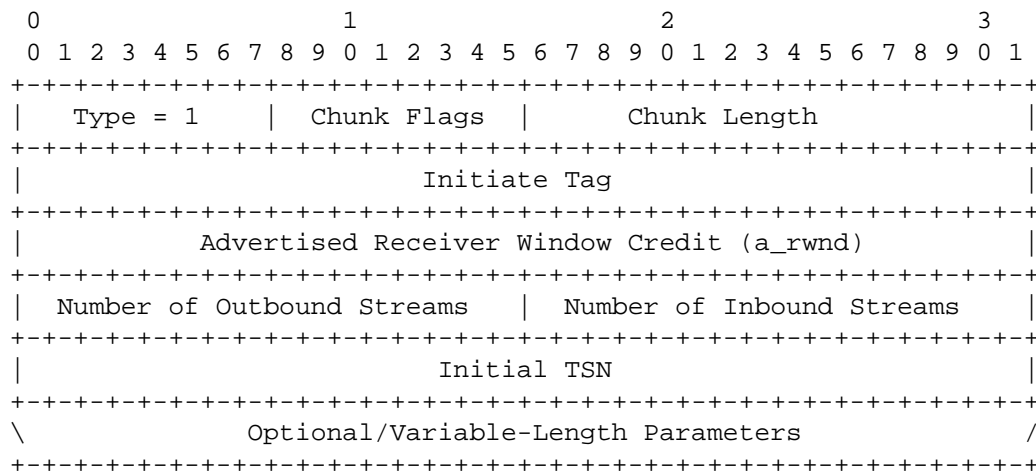 0                   1                   2                   3
 0 1 2 3 4 5 6 7 8 9 0 1 2 3 4 5 6 7 8 9 0 1 2 3 4 5 6 7 8 9 0 1
+-+-+-+-+-+-+-+-+-+-+-+-+-+-+-+-+-+-+-+-+-+-+-+-+-+-+-+-+-+-+-+-+
|   Type = 1    |  Chunk Flags  |      Chunk Length             |
+-+-+-+-+-+-+-+-+-+-+-+-+-+-+-+-+-+-+-+-+-+-+-+-+-+-+-+-+-+-+-+-+
|                         Initiate Tag                          |
+-+-+-+-+-+-+-+-+-+-+-+-+-+-+-+-+-+-+-+-+-+-+-+-+-+-+-+-+-+-+-+-+
|           Advertised Receiver Window Credit (a_rwnd)          |
+-+-+-+-+-+-+-+-+-+-+-+-+-+-+-+-+-+-+-+-+-+-+-+-+-+-+-+-+-+-+-+-+
|  Number of Outbound Streams   |  Number of Inbound Streams    |
+-+-+-+-+-+-+-+-+-+-+-+-+-+-+-+-+-+-+-+-+-+-+-+-+-+-+-+-+-+-+-+-+
|                          Initial TSN                          |
+-+-+-+-+-+-+-+-+-+-+-+-+-+-+-+-+-+-+-+-+-+-+-+-+-+-+-+-+-+-+-+-+
\              Optional/Variable-Length Parameters              /
+-+-+-+-+-+-+-+-+-+-+-+-+-+-+-+-+-+-+-+-+-+-+-+-+-+-+-+-+-+-+-+-+